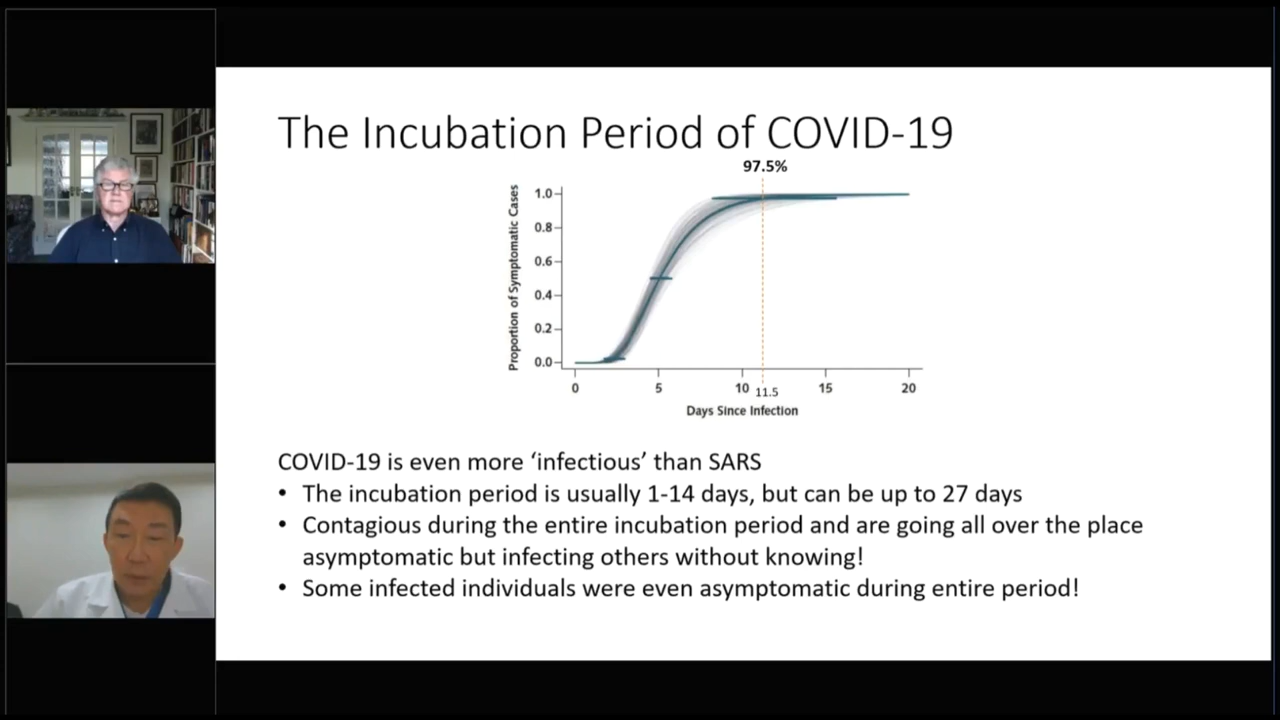 The Incubation Period of COVID-19
97.5%
Proportion of Symptomatic Cases
1.0
0.8
0.6
0.4
0.2
0.0
0 5 10 11.5 15 20
Days Since Infection
COVID-19 is even more ‘infectious’ than SARS
• The incubation period is usually 1-14 days, but can be up to 27 days
• Contagious during the entire incubation period and are going all over the place
asymptomatic but infecting others without knowing!
• Some infected individuals were even asymptomatic during entire period!